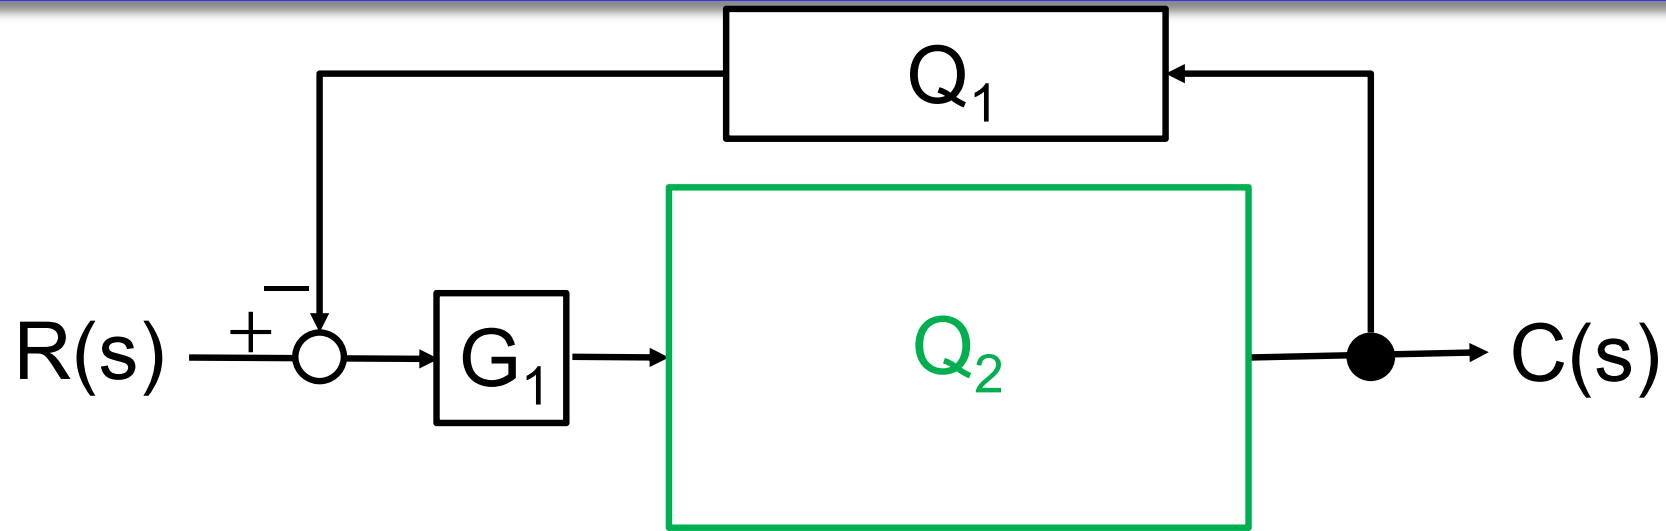 Q₁
−
R(s)
+
G₁
Q₂
C(s)